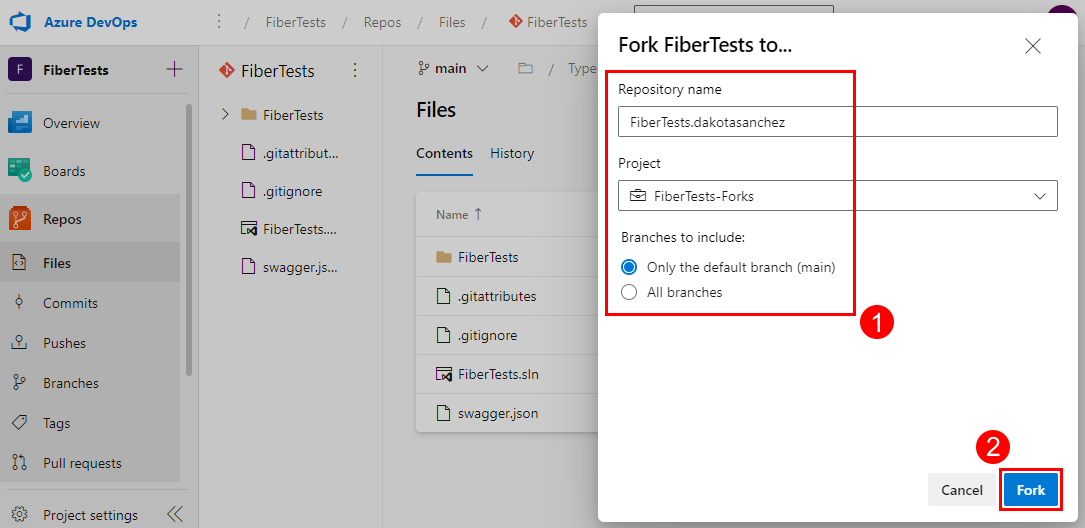 Azure DevOps
/ FiberTests / Repos / Files / FiberTests
F FiberTests
Overview
Boards
Repos
Files
Commits
Pushes
Branches
Tags
Pull requests
Project settings
FiberTests
FiberTests
.gitattribut...
.gitignore
FiberTests....
swagger.js...
main / Type
Files
Contents History
Name
FiberTests
.gitattributes
.gitignore
FiberTests.sln
swagger.json
Fork FiberTests to...
Repository name
FiberTests.dakotasanchez
Project
FiberTests-Forks
Branches to include:
Only the default branch (main)
All branches
1
2
Cancel Fork